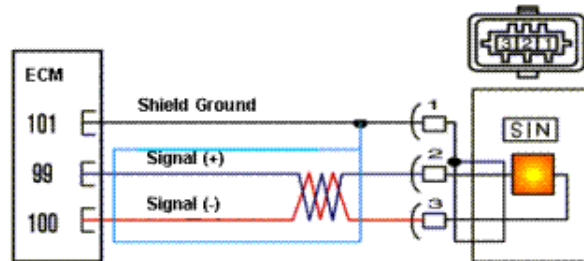 3 2 1
ECM
101 Shield Ground 1
SIN
99 Signal (+) 2
100 Signal (-) 3